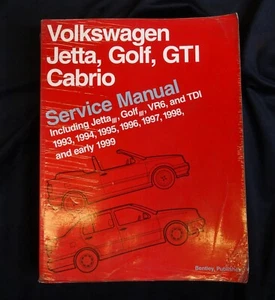 Volkswagen
Jetta, Golf, GTI
Cabrio
Service Manual
Including Jetta III, Golf III, VR6, and TDI
1993, 1994, 1995, 1996, 1997, 1998,
and early 1999
Bentley Publishers